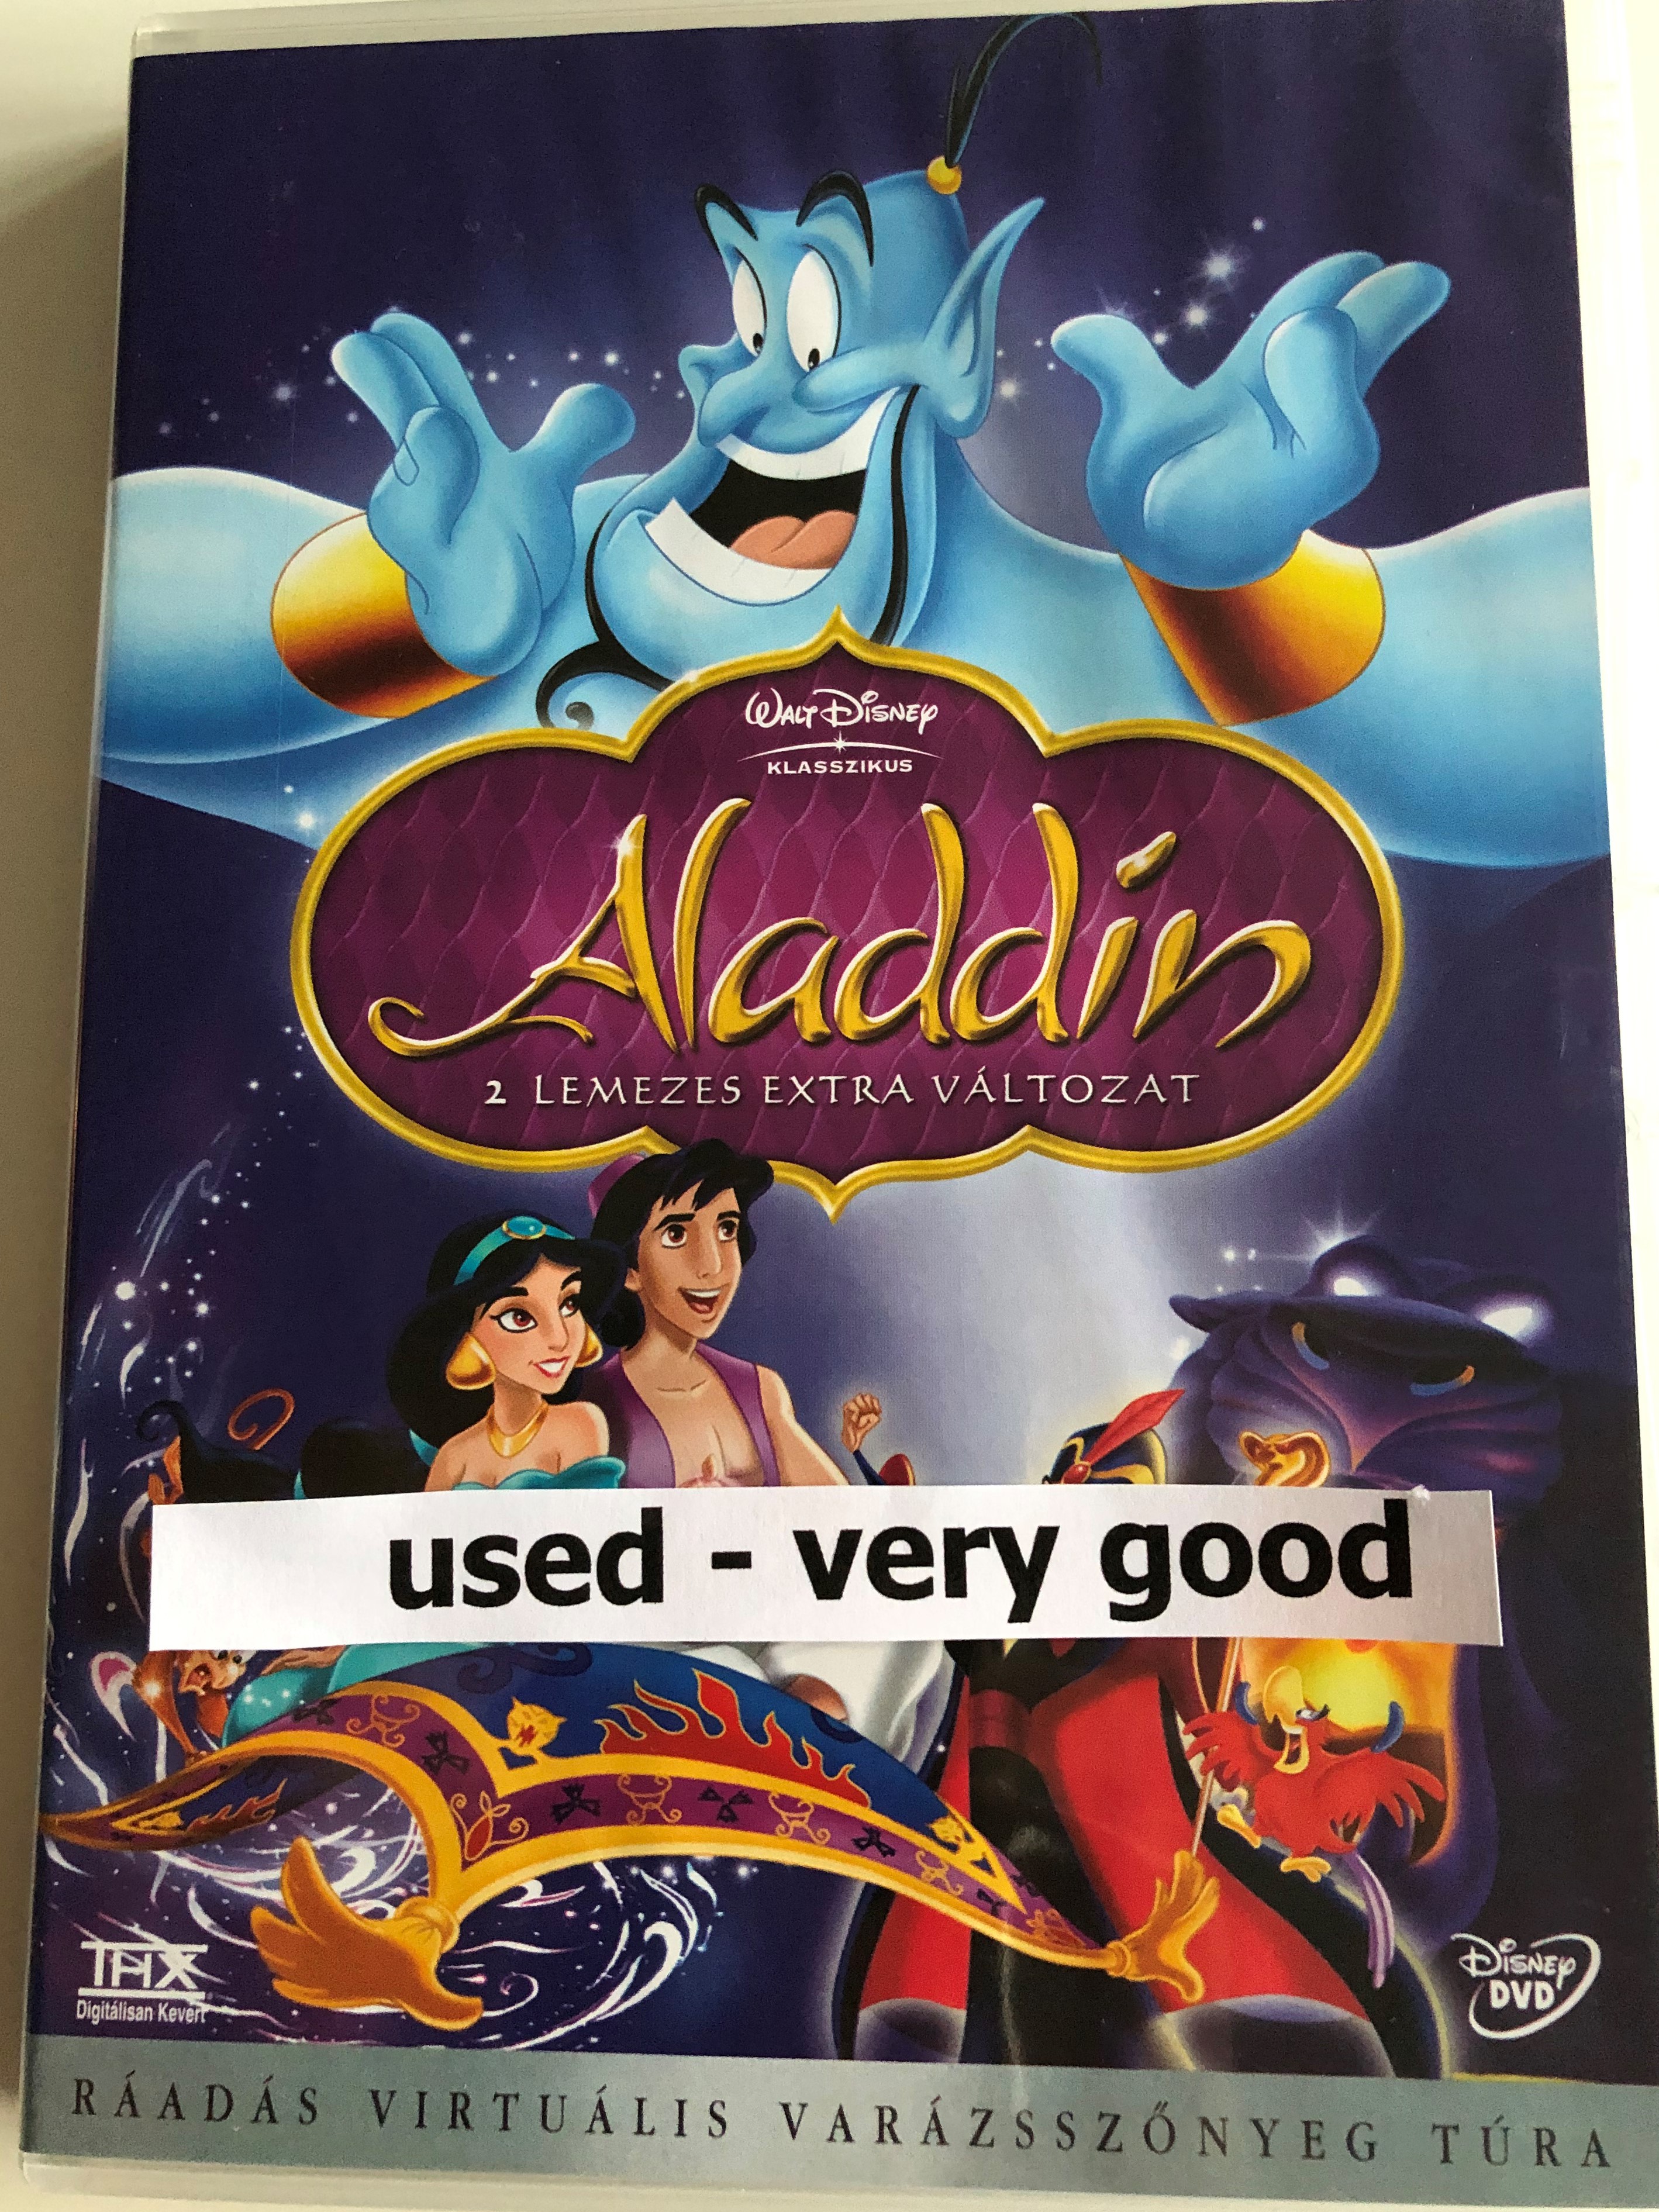 WALT DISNEY
KLASSZIKUS
Aladdin
2 LEMEZES EXTRA VÁLTOZAT
used - very good
THX
Digitálisan Kevert
DISNEY
DVD
RÁADÁS VIRTUÁLIS VARÁZSSZŐNYEG TÚRA